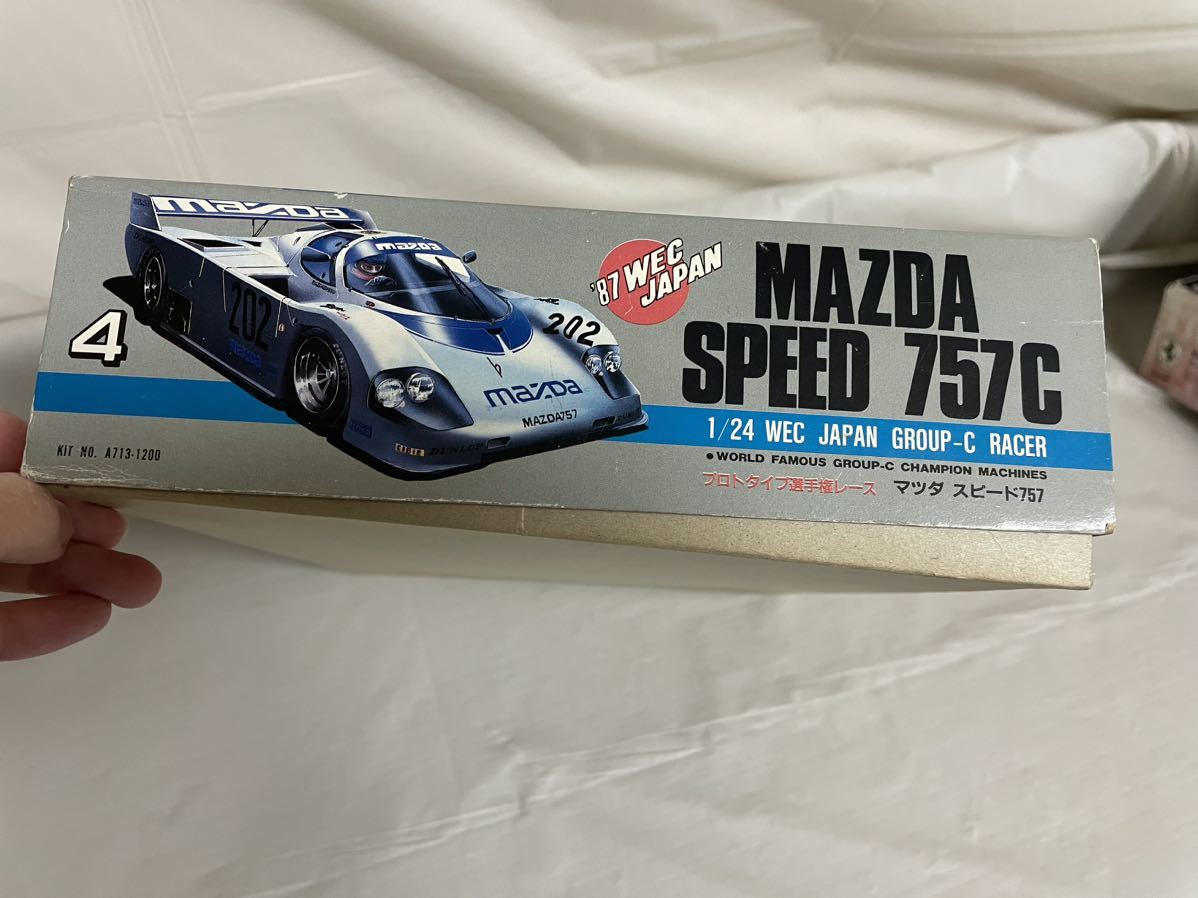 mazda
mazda
202
202
mazda
mazda
MAZDA757
DUNLOP
4
KIT NO. A713-1200
'87 WEC
JAPAN
MAZDA
SPEED 757C
1/24 WEC JAPAN GROUP-C RACER
●WORLD FAMOUS GROUP-C CHAMPION MACHINES
プロトタイプ選手権レース マツダ スピード757